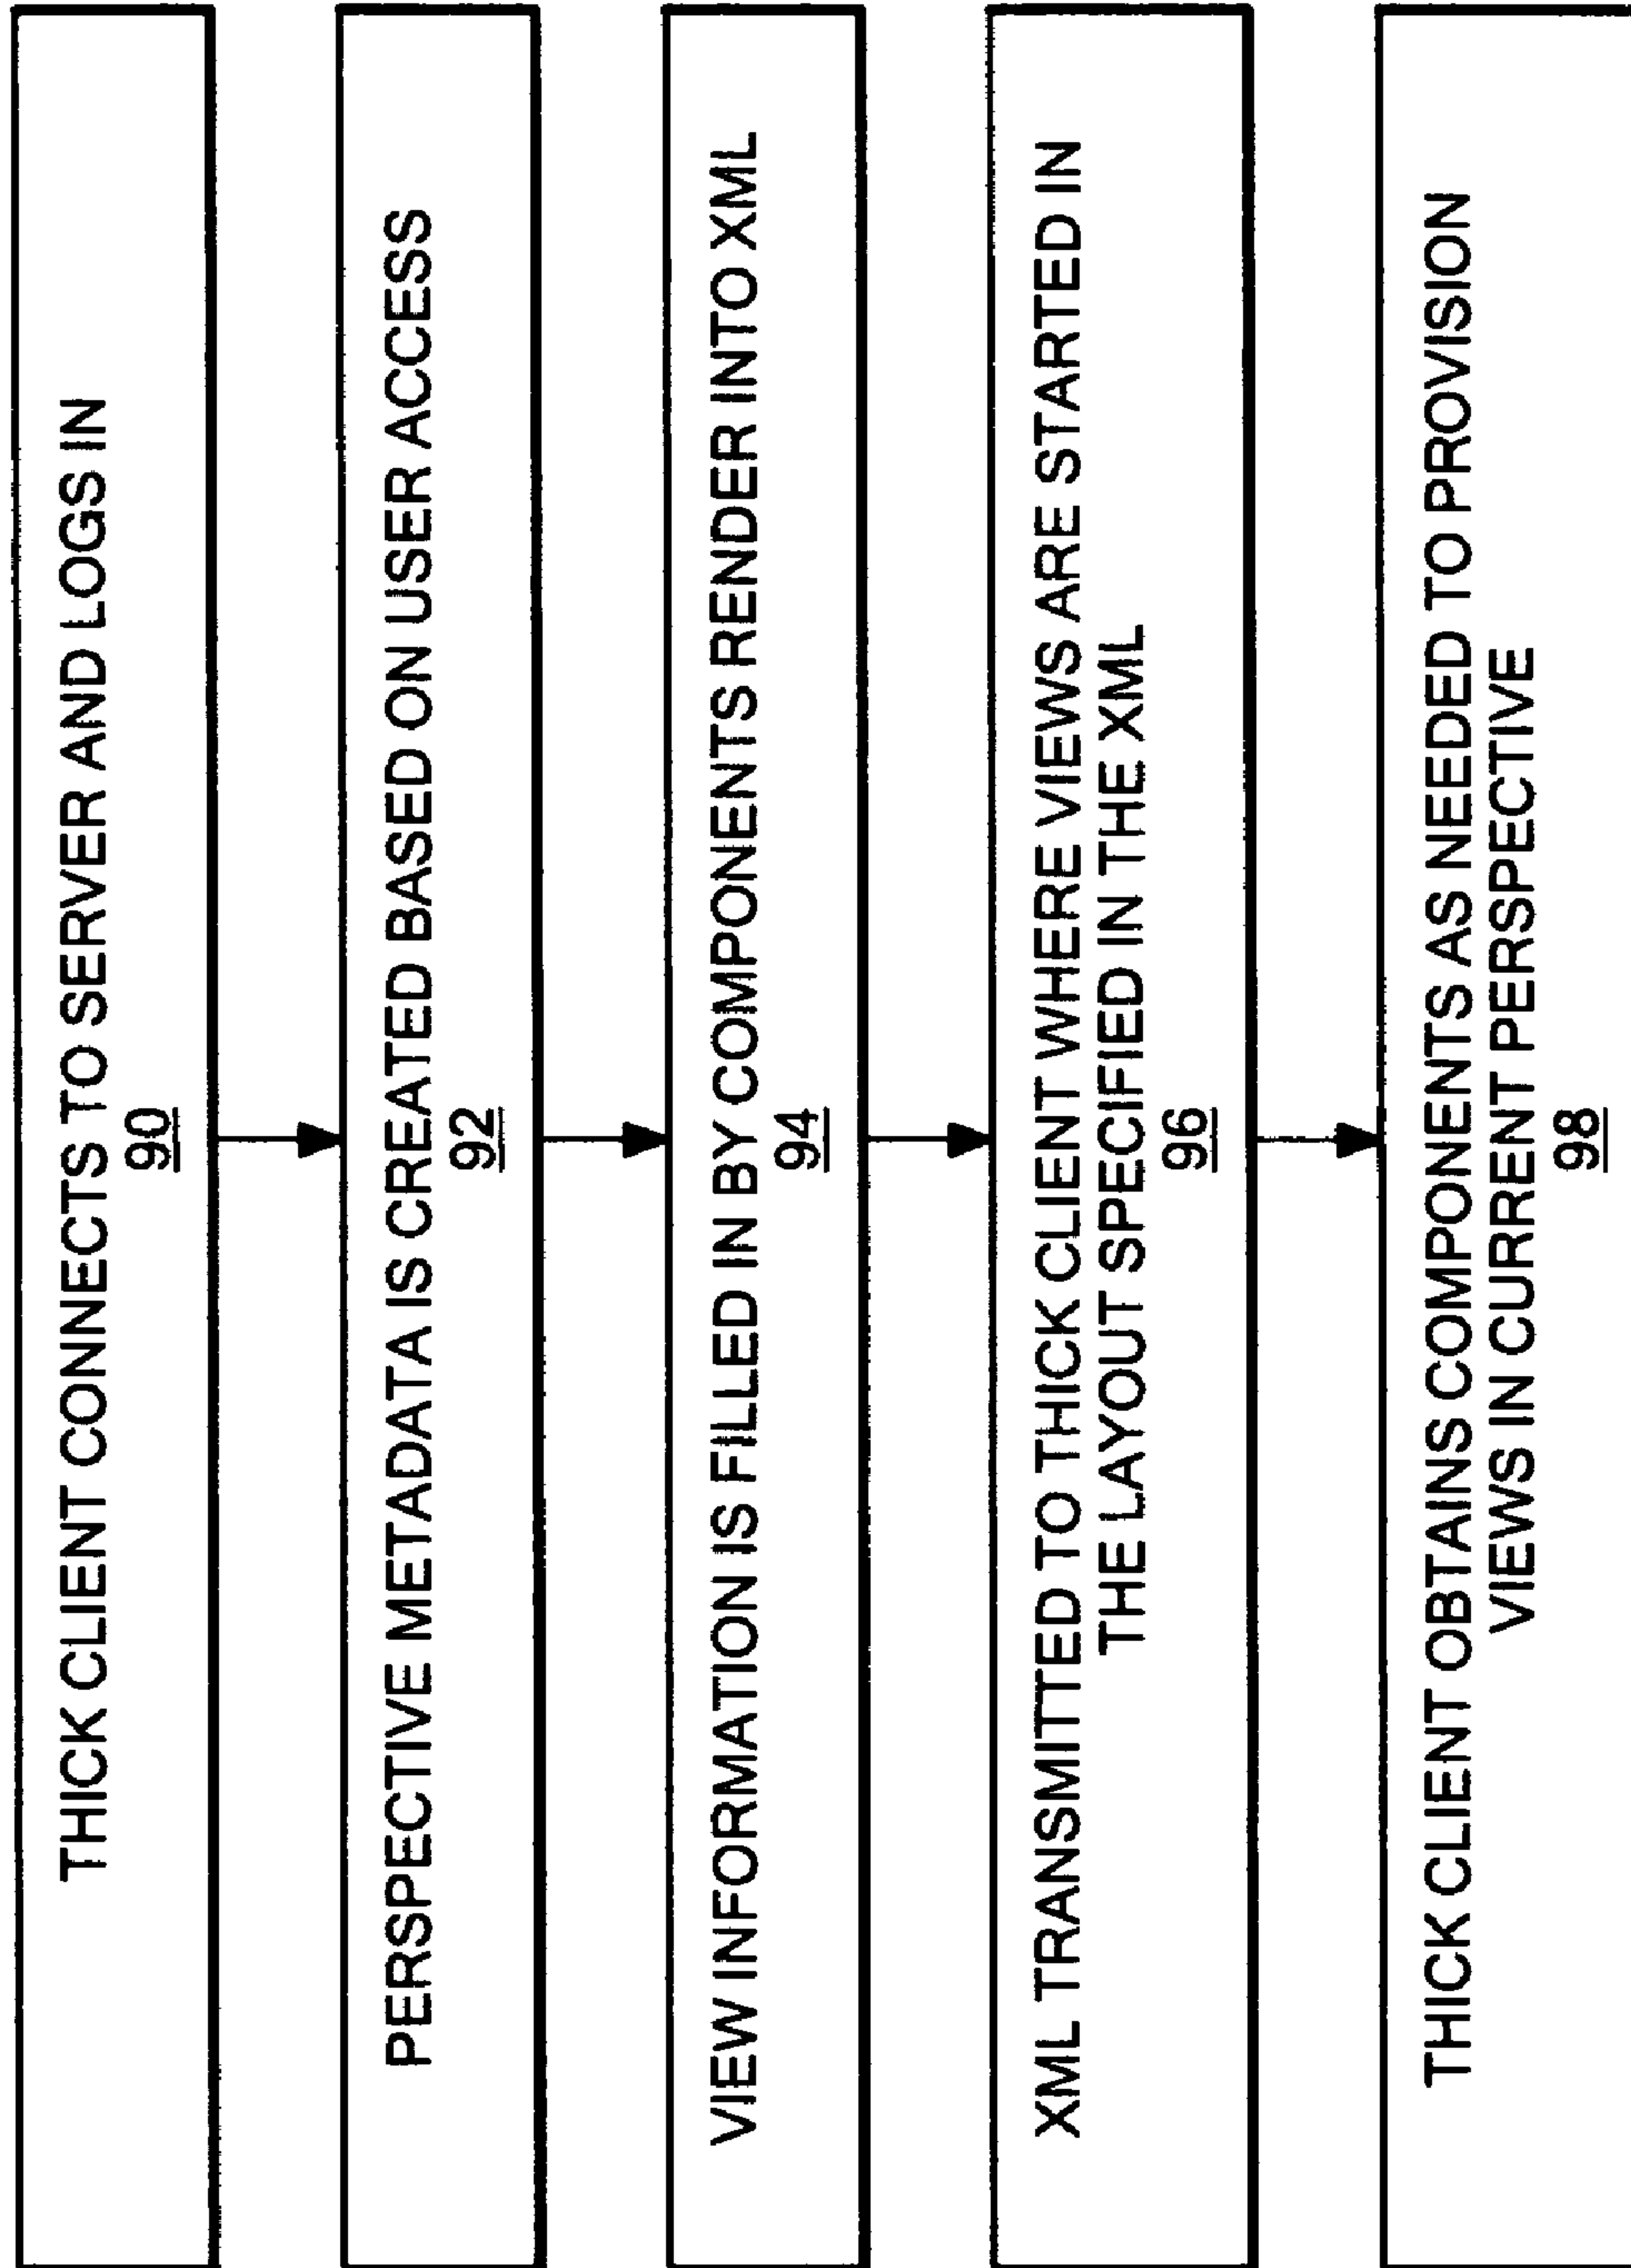 THICK CLIENT CONNECTS TO SERVER AND LOGS IN
90
PERSPECTIVE METADATA IS CREATED BASED ON USER ACCESS
92
VIEW INFORMATION IS FILLED IN BY COMPONENTS RENDER INTO XML
94
XML TRANSMITTED TO THICK CLIENT WHERE VIEWS ARE STARTED IN
THE LAYOUT SPECIFIED IN THE XML
96
THICK CLIENT OBTAINS COMPONENTS AS NEEDED TO PROVISION
VIEWS IN CURRENT PERSPECTIVE
98